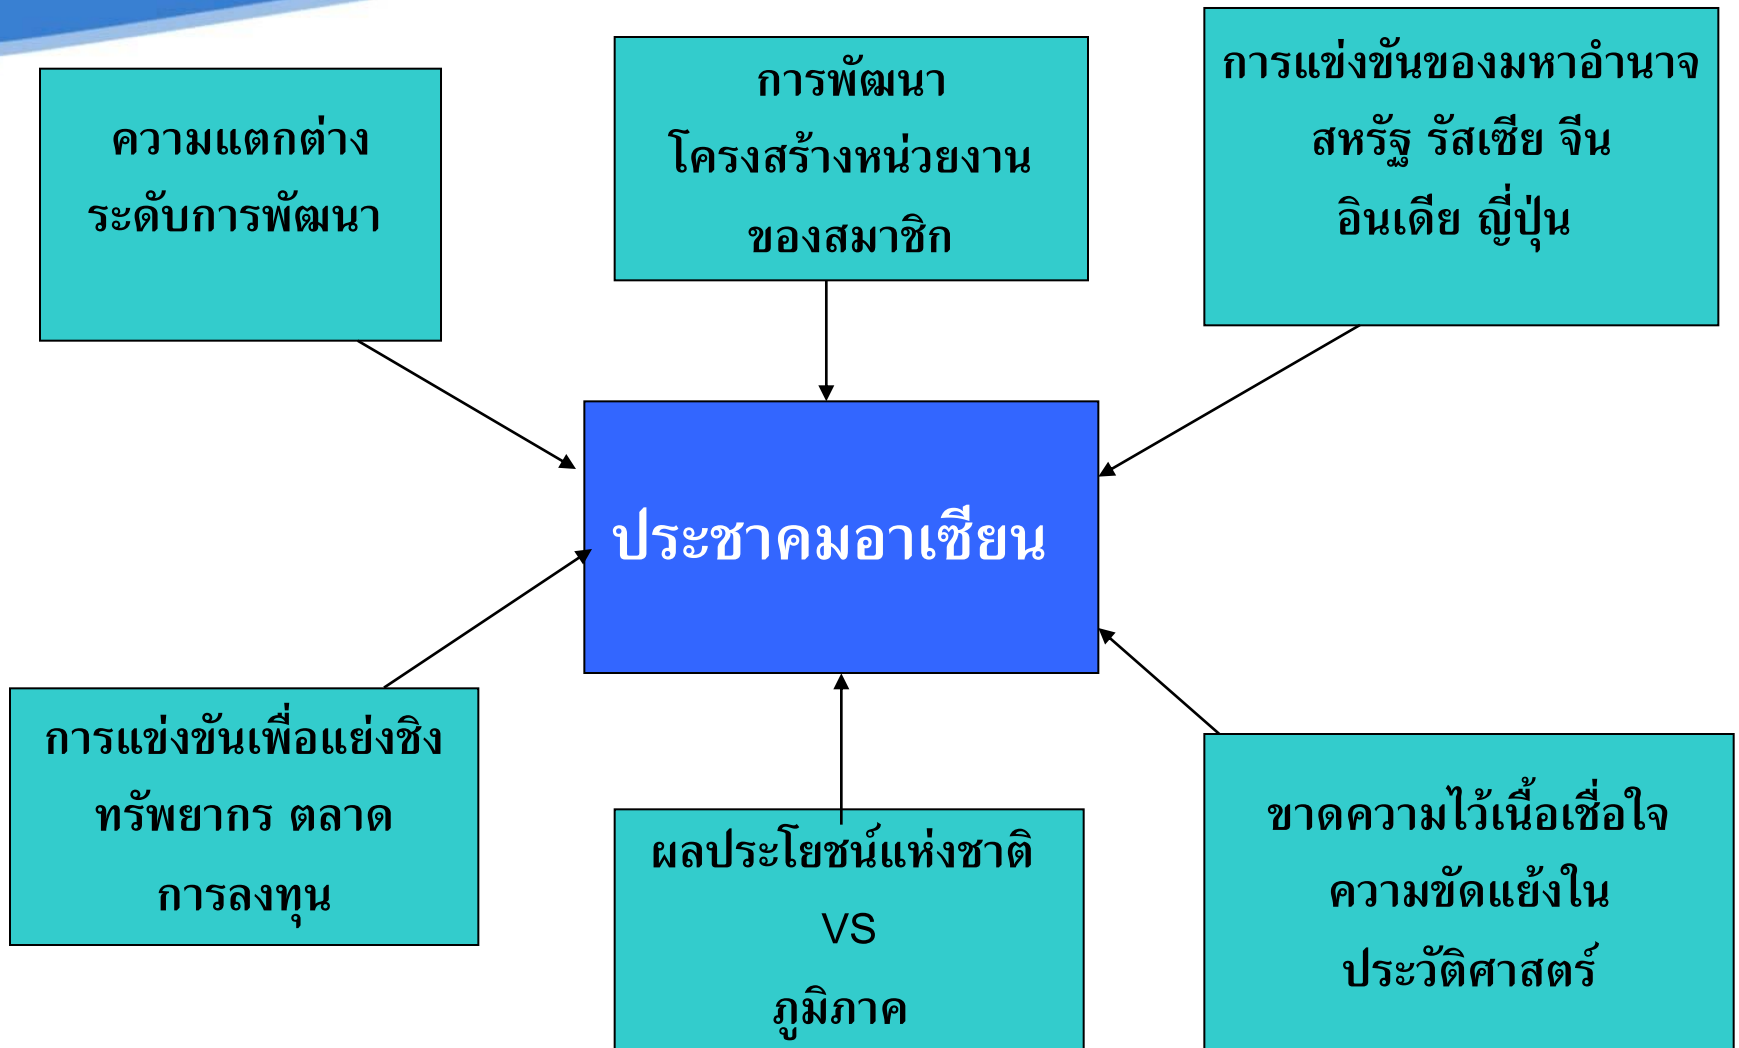 ความแตกต่าง
ระดับการพัฒนา
การพัฒนา
โครงสร้างหน่วยงาน
ของสมาชิก
การแข่งขันของมหาอำนาจ
สหรัฐ รัสเซีย จีน
อินเดีย ญี่ปุ่น
ประชาคมอาเซียน
การแข่งขันเพื่อแย่งชิง
ทรัพยากร ตลาด
การลงทุน
ผลประโยชน์แห่งชาติ
VS
ภูมิภาค
ขาดความไว้เนื้อเชื่อใจ
ความขัดแย้งใน
ประวัติศาสตร์